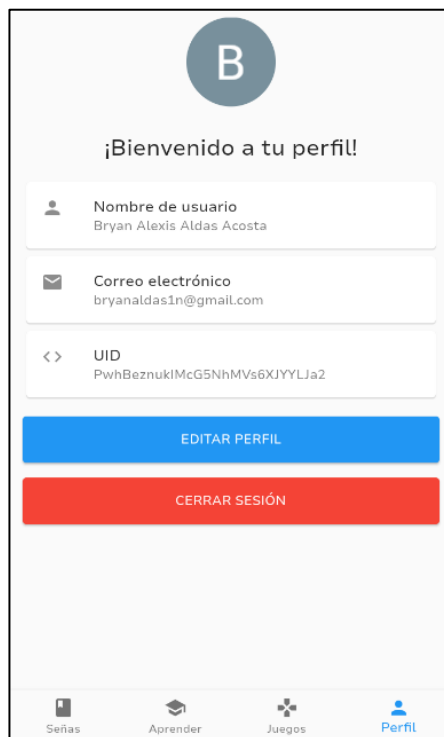 B
¡Bienvenido a tu perfil!
Nombre de usuario
Bryan Alexis Aldas Acosta
Correo electrónico
bryanaldas1n@gmail.com
UID
PwhBeznukIMcG5NhMVs6XJYYLJa2
EDITAR PERFIL
CERRAR SESIÓN
Señas Aprender Juegos Perfil